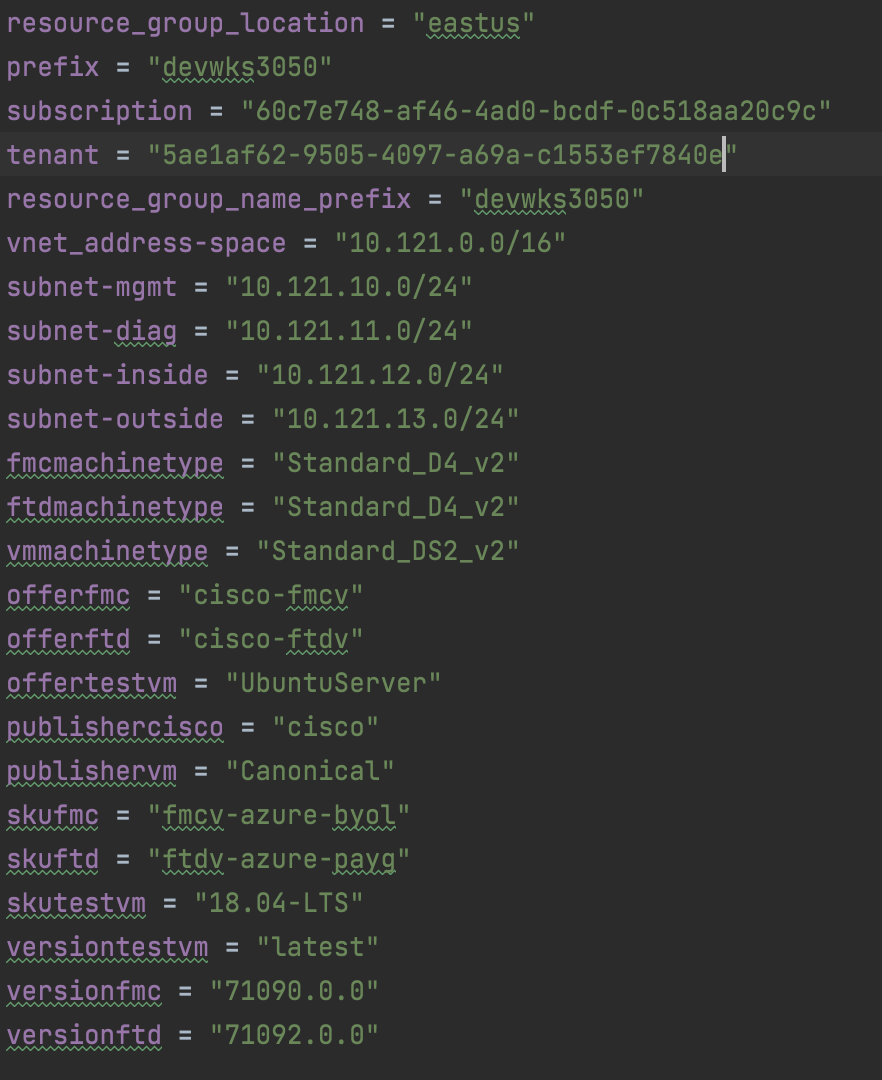 resource_group_location = "eastus"
prefix = "devwks3050"
subscription = "60c7e748-af46-4ad0-bcdf-0c518aa20c9c"
tenant = "5ae1af62-9505-4097-a69a-c1553ef7840e"
resource_group_name_prefix = "devwks3050"
vnet_address-space = "10.121.0.0/16"
subnet-mgmt = "10.121.10.0/24"
subnet-diag = "10.121.11.0/24"
subnet-inside = "10.121.12.0/24"
subnet-outside = "10.121.13.0/24"
fmcmachinetype = "Standard_D4_v2"
ftdmachinetype = "Standard_D4_v2"
vmmachinetype = "Standard_DS2_v2"
offerfmc = "cisco-fmcv"
offerftd = "cisco-ftdv"
offertestvm = "UbuntuServer"
publishercisco = "cisco"
publishervm = "Canonical"
skufmc = "fmcv-azure-byol"
skuftd = "ftdv-azure-payg"
skutestvm = "18.04-LTS"
versiontestvm = "latest"
versionfmc = "71090.0.0"
versionftd = "71092.0.0"